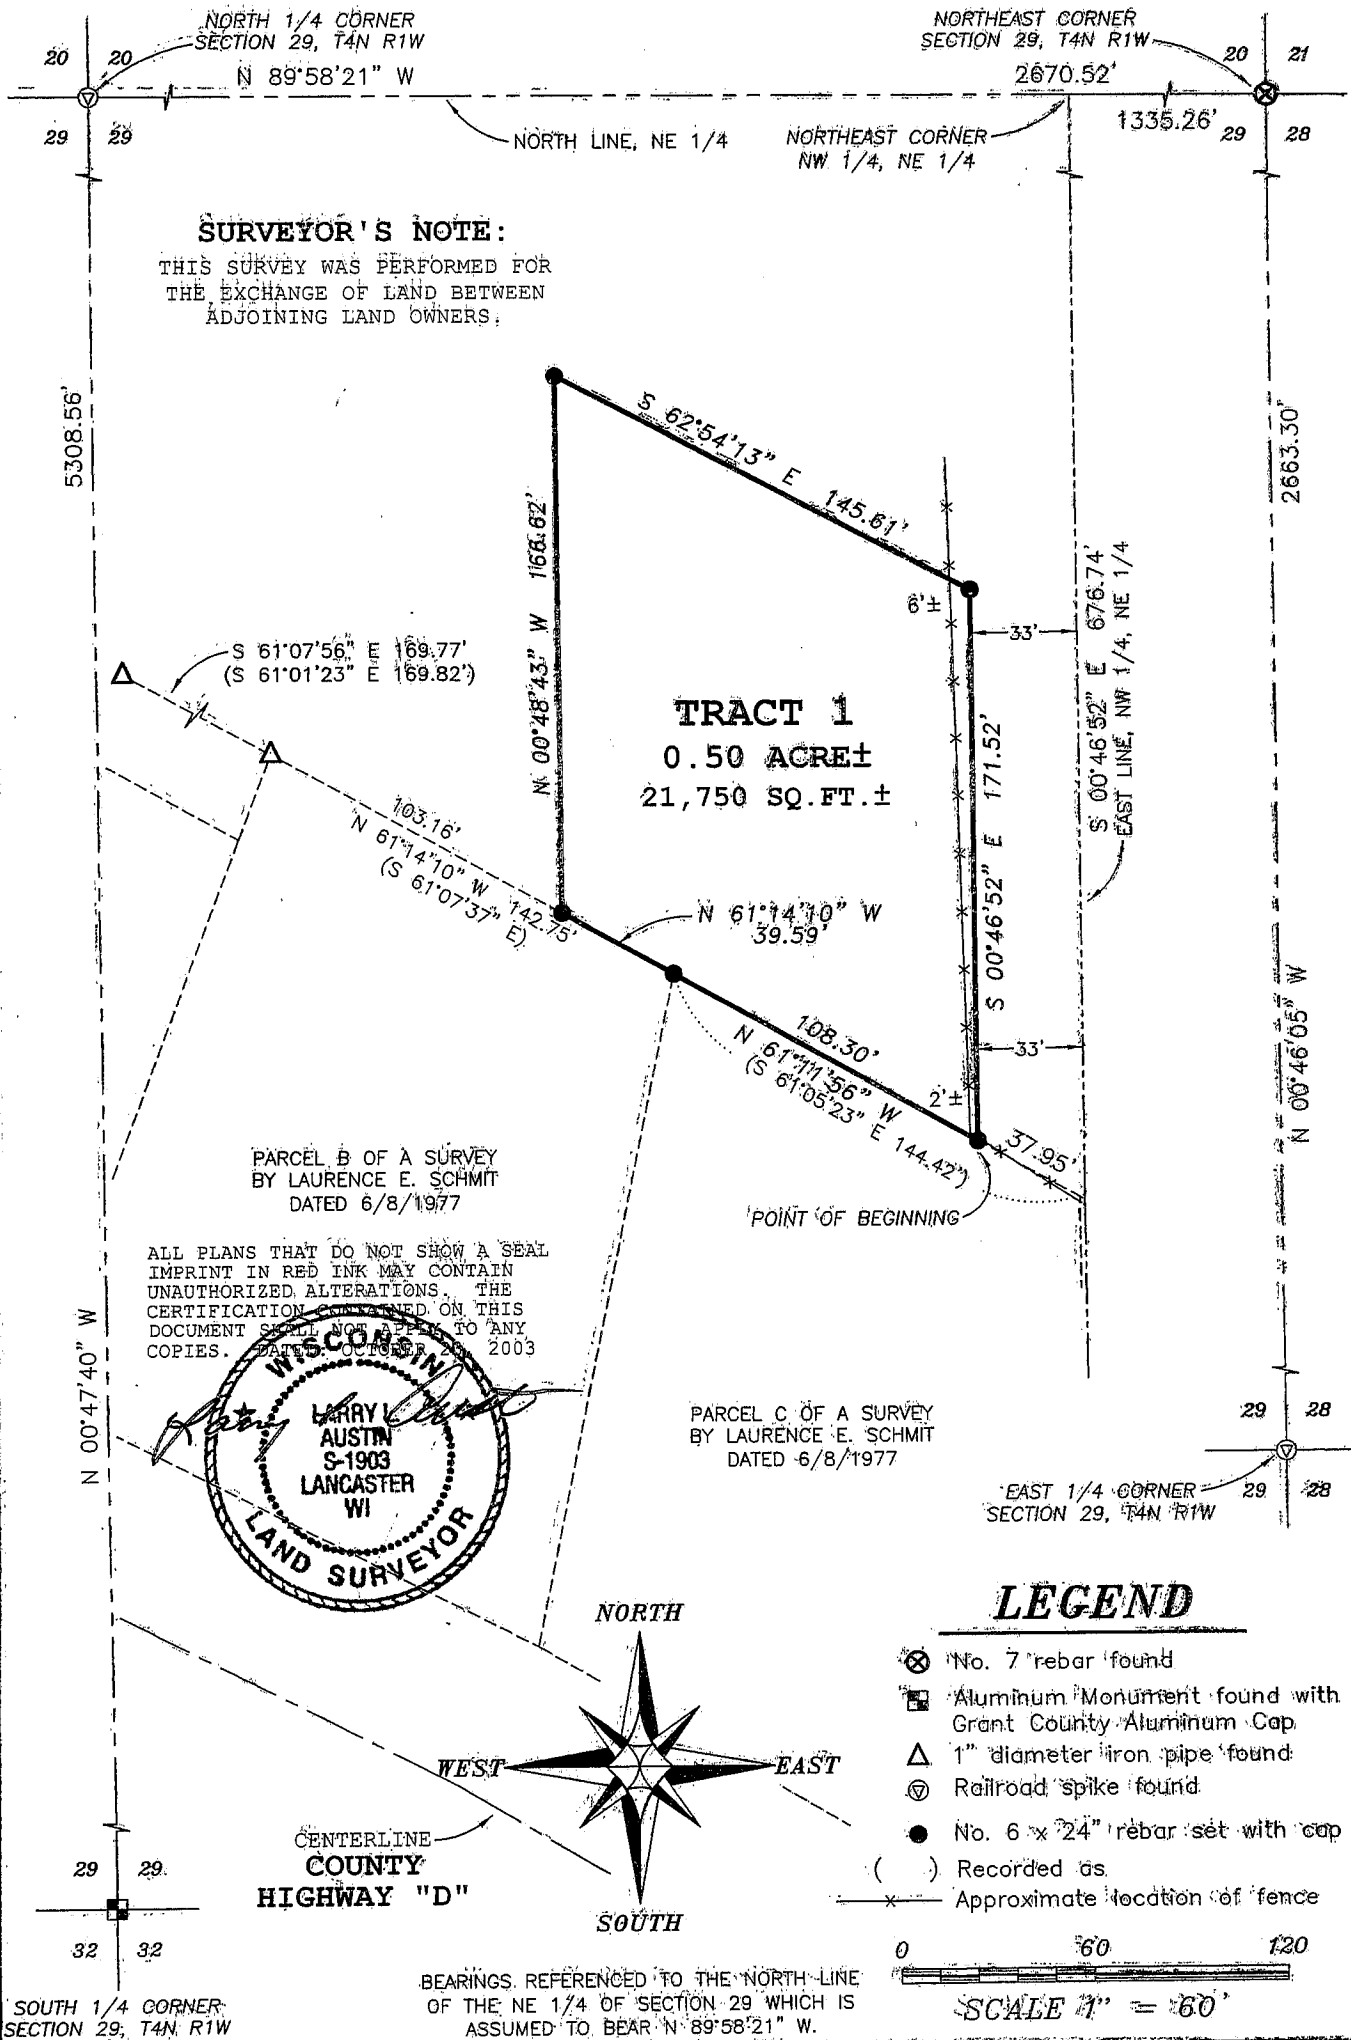 NORTH 1/4 CORNER
SECTION 29, T4N R1W
NORTHEAST CORNER
SECTION 29, T4N R1W
20 20
20 21
N 89°58'21" W
2670.52'
1335.26'
29 29
29 28
NORTH LINE, NE 1/4
NORTHEAST CORNER
NW 1/4, NE 1/4
SURVEYOR'S NOTE:
THIS SURVEY WAS PERFORMED FOR
THE EXCHANGE OF LAND BETWEEN
ADJOINING LAND OWNERS.
5308.56'
2663.30'
S 62°54'13" E 145.61'
N 00°48'43" W 166.62'
6'±
33'
S 00°46'52" E 676.74'
EAST LINE, NW 1/4, NE 1/4
S 61°07'56" E 169.77'
(S 61°01'23" E 169.82')
TRACT 1
0.50 ACRE±
21,750 SQ.FT.±
S 00°46'52" E 171.52'
103.16'
N 61°14'10" W 142.75'
(S 61°07'37" E)
N 61°14'10" W
39.59'
108.30'
N 61°11'56" W
(S 61°05'23" E 144.42')
33'
2'±
37.95'
N 00°46'05" W
POINT OF BEGINNING
PARCEL B OF A SURVEY
BY LAURENCE E. SCHMIT
DATED 6/8/1977
ALL PLANS THAT DO NOT SHOW A SEAL
IMPRINT IN RED INK MAY CONTAIN
UNAUTHORIZED ALTERATIONS. THE
CERTIFICATION CONTAINED ON THIS
DOCUMENT SHALL NOT APPLY TO ANY
COPIES. DATED: OCTOBER 2003
N 00°47'40" W
WISCONSIN
LARRY L.
AUSTIN
S-1903
LANCASTER
WI
LAND SURVEYOR
PARCEL C OF A SURVEY
BY LAURENCE E. SCHMIT
DATED 6/8/1977
29 28
EAST 1/4 CORNER
SECTION 29, T4N R1W
29 28
NORTH
WEST
EAST
SOUTH
LEGEND
No. 7 rebar found
Aluminum Monument found with
Grant County Aluminum Cap
1" diameter iron pipe found
Railroad spike found
No. 6 x 24" rebar set with cap
( ) Recorded as
Approximate location of fence
CENTERLINE
COUNTY
HIGHWAY "D"
29 29
32 32
SOUTH 1/4 CORNER
SECTION 29, T4N R1W
BEARINGS REFERENCED TO THE NORTH LINE
OF THE NE 1/4 OF SECTION 29 WHICH IS
ASSUMED TO BEAR N 89°58'21" W.
0 60 120
SCALE 1" = 60'